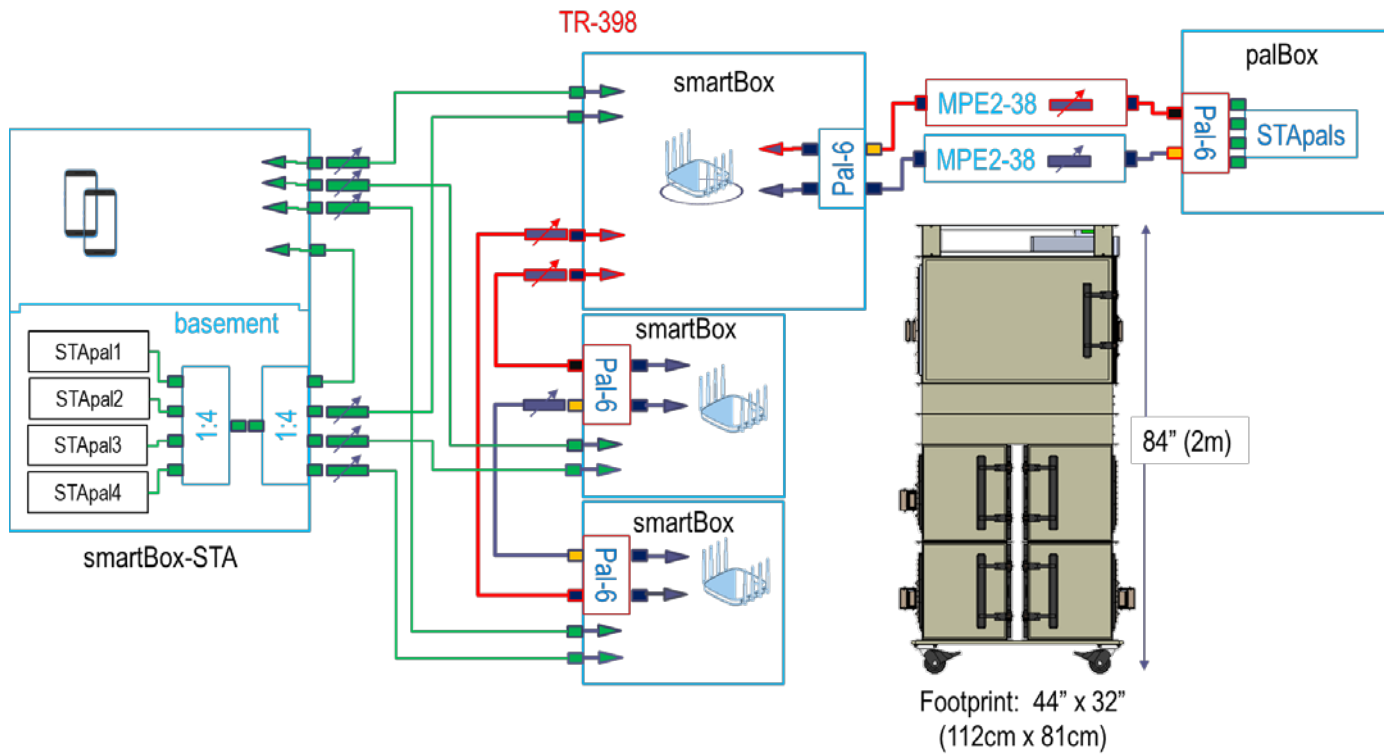 TR-398
smartBox
palBox
MPE2-38
Pal-6
Pal-6
STApals
MPE2-38
basement
STApal1
STApal2
STApal3
STApal4
1:4
1:4
smartBox-STA
smartBox
Pal-6
smartBox
Pal-6
84” (2m)
Footprint: 44” x 32”
(112cm x 81cm)